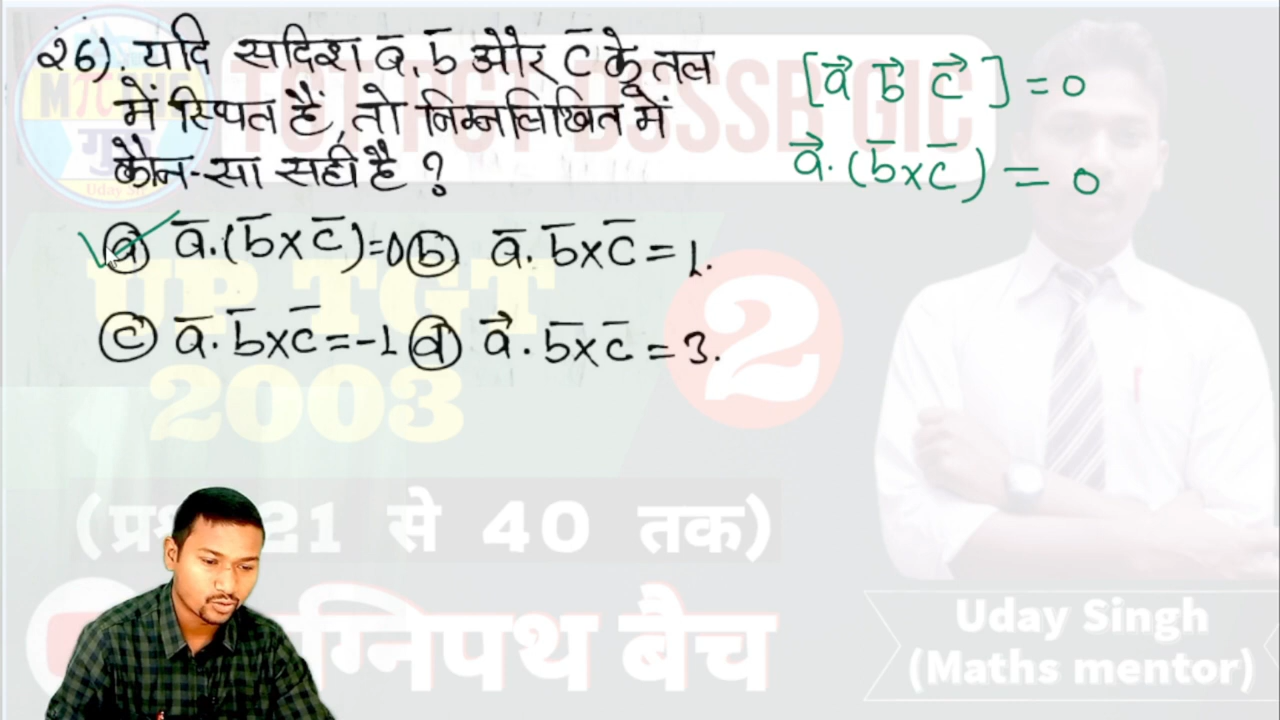 26). यदि सदिश a̅, b̅ और c̅ के तल
में स्थित हैं, तो निम्नलिखित में
कौन-सा सही है ?
(a) a̅.(b̅×c̅)=0 (b) a̅.b̅×c̅=1.
(c) a̅.b̅×c̅=-1 (d) a⃗.b̅×c̅=3.
[a⃗ b⃗ c⃗]=0
a⃗.(b̅×c̅)=0
TGT PGT DSSSB GIC
गुरु
UP TGT
2003
2
21 से 40 तक)
अग्निपथ बैच
Uday Singh
(Maths mentor)